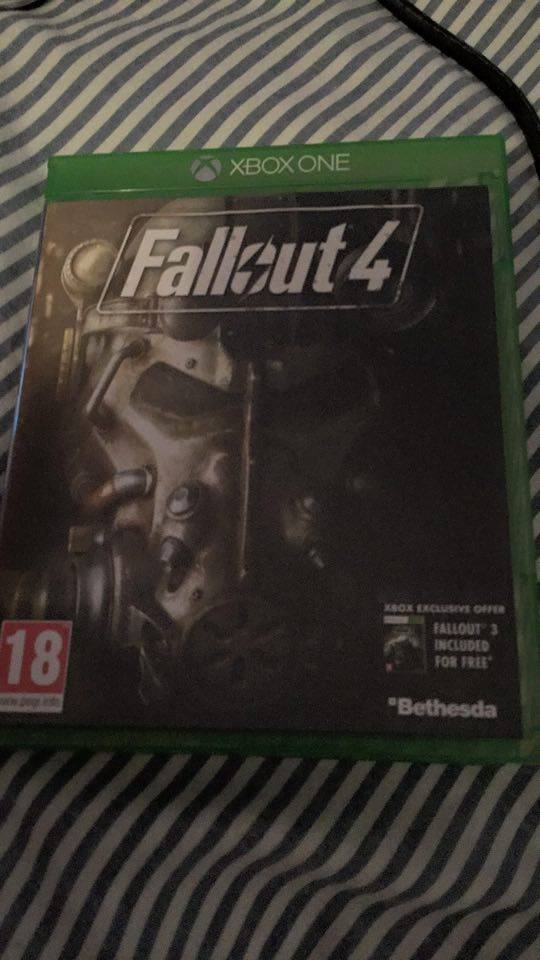 XBOX ONE
Fallout 4
XBOX EXCLUSIVE OFFER
FALLOUT® 3
INCLUDED
FOR FREE*
18
www.pegi.info
Bethesda